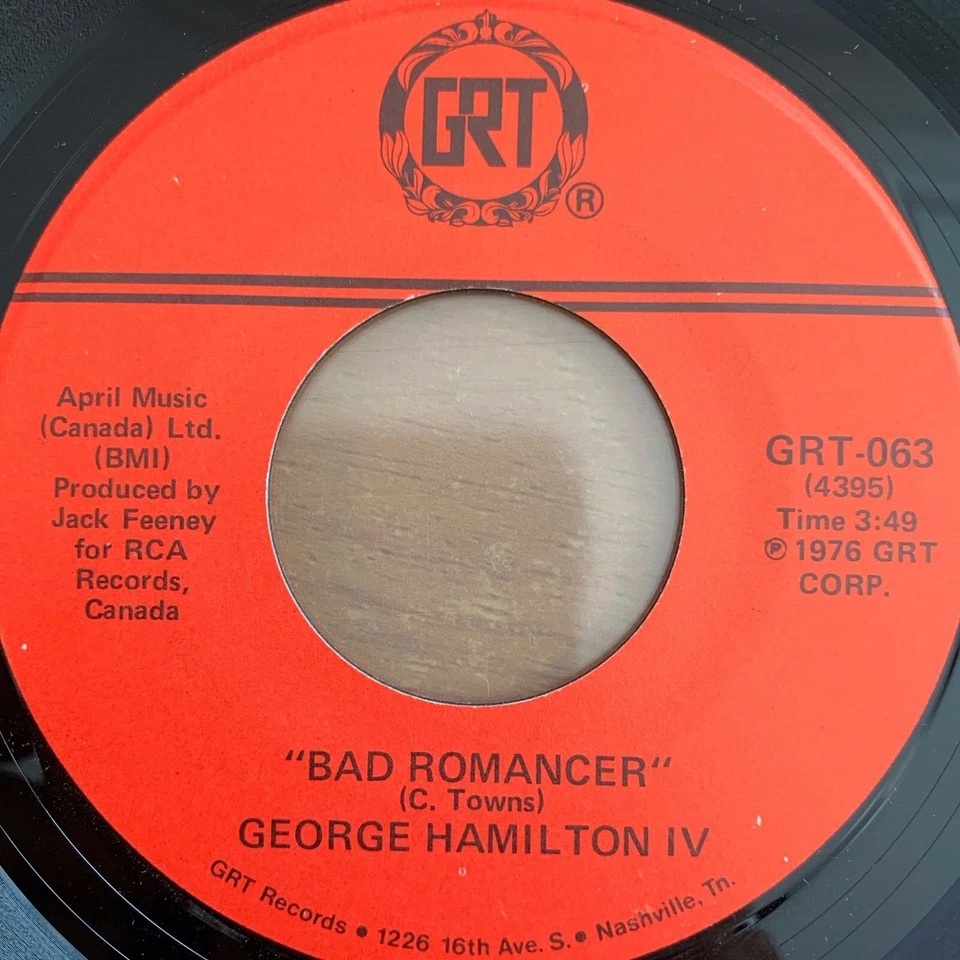 GRT
®
April Music
(Canada) Ltd.
(BMI)
Produced by
Jack Feeney
for RCA
Records,
Canada
GRT-063
(4395)
Time 3:49
℗ 1976 GRT
CORP.
"BAD ROMANCER"
(C. Towns)
GEORGE HAMILTON IV
GRT Records • 1226 16th Ave. S. • Nashville, Tn.